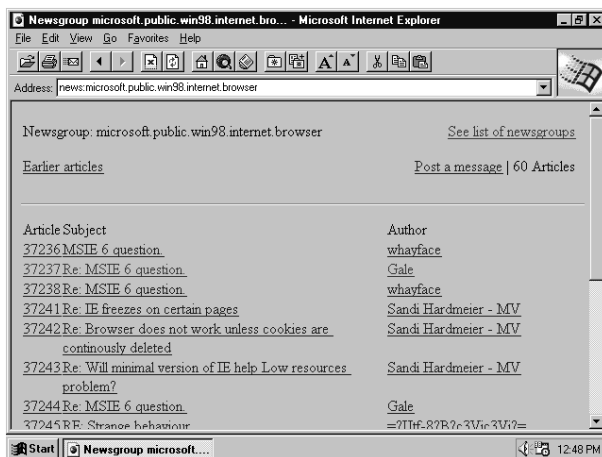 Newsgroup microsoft.public.win98.internet.bro... - Microsoft Internet Explorer
File Edit View Go Favorites Help
Address: news:microsoft.public.win98.internet.browser
Newsgroup: microsoft.public.win98.internet.browser See list of newsgroups
Earlier articles Post a message | 60 Articles
Article Subject Author
37236 MSIE 6 question. whayface
37237 Re: MSIE 6 question. Gale
37238 Re: MSIE 6 question. whayface
37241 Re: IE freezes on certain pages Sandi Hardmeier - MV
37242 Re: Browser does not work unless cookies are Sandi Hardmeier - MV
continously deleted
37243 Re: Will minimal version of IE help Low resources Sandi Hardmeier - MV
problem?
37244 Re: MSIE 6 question. Gale
37245 RE: Strange behaviour
Start Newsgroup microsoft.... 12:48 PM